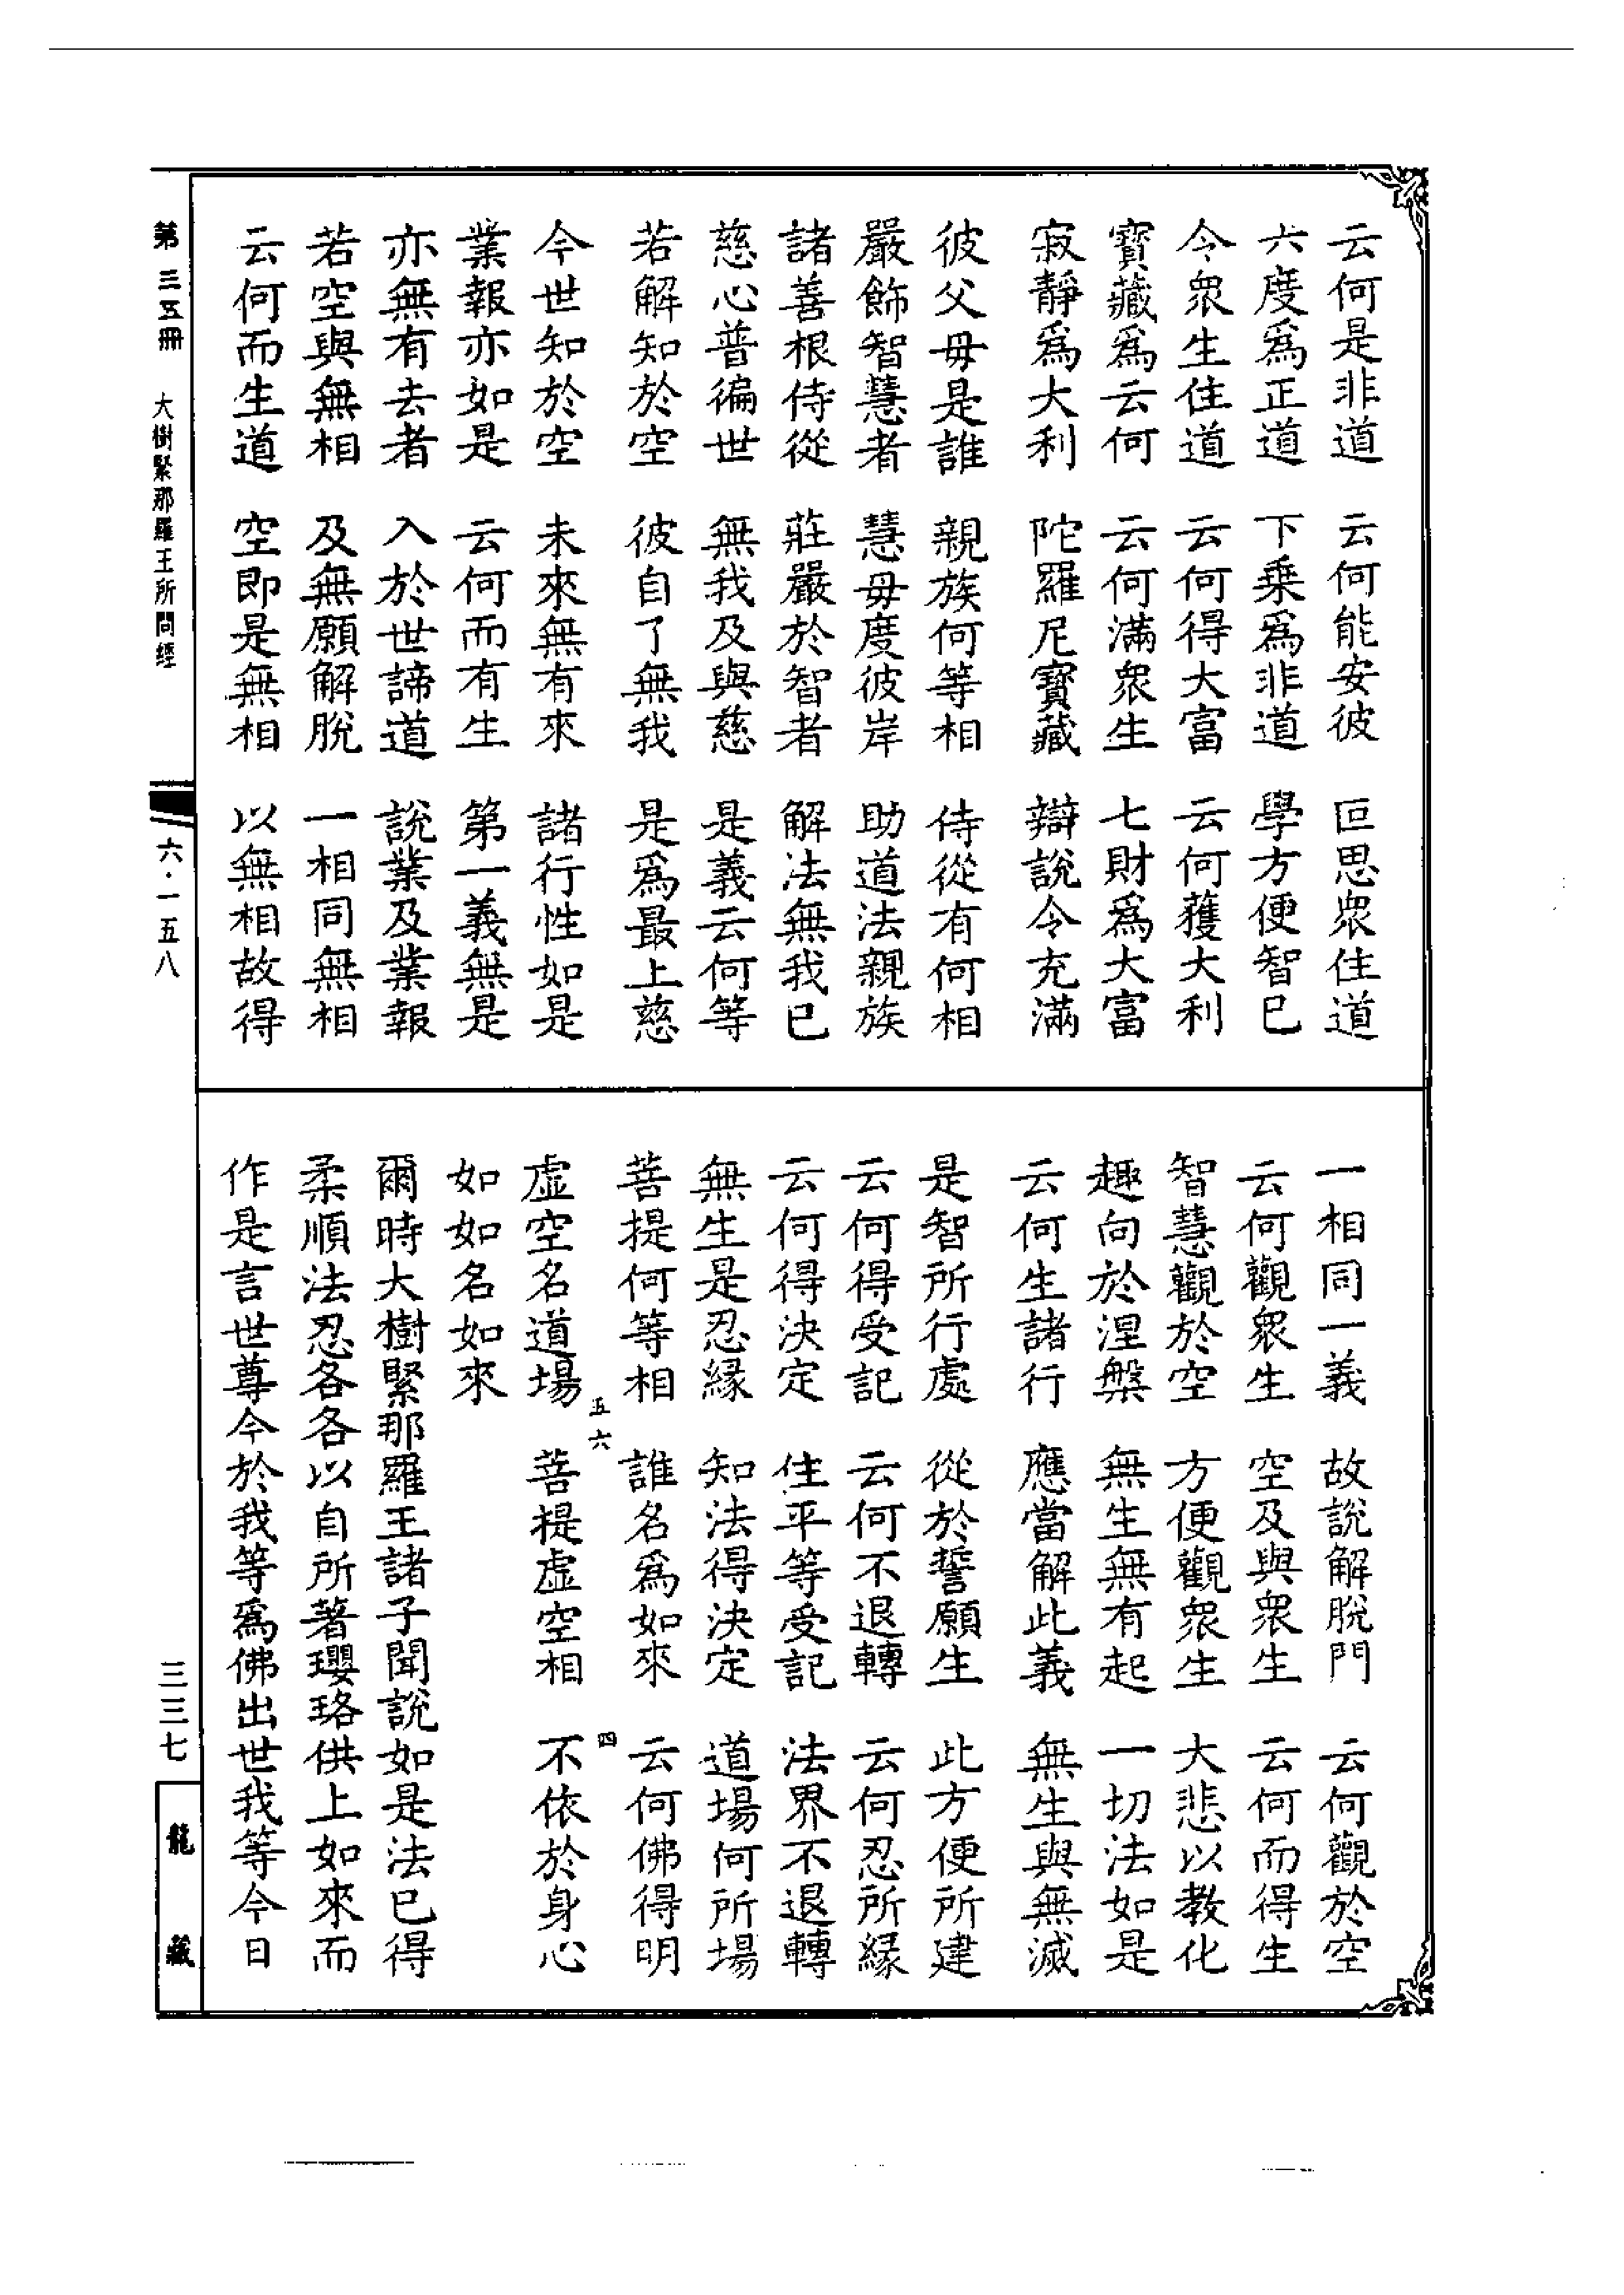 云何是非道　云何能安彼　叵思眾住道
六度爲正道　下乗爲非道　學方便智已
令眾生住道　云何得大富　云何獲大利
寶藏爲云何　云何滿眾生　七財爲大富
寂靜爲大利　陀羅尼寶藏　辯說令充滿
彼父毋是誰　親族何等相　侍從有何相
嚴飾智慧者　慧毋度彼岸　助道法親族
諸善根侍從　莊嚴於智者　解法無我已
慈心普徧世　無我及與慈　是義云何等
若解知於空　彼自了無我　是爲最上慈
今世知於空　未來無有來　諸行性如是
業報亦如是　云何而有生　第一義無是
亦無有去者　入於世諦道　說業及業報
若空與無相　及無願解脫　一相同無相
云何而生道　空即是無相　以無相故得
一相同一義　故說解脫門　云何觀於空
云何觀眾生　空及與眾生　云何而得生
智慧觀於空　方便觀眾生　大悲以教化
趣向於涅槃　無生無有起　一切法如是
云何生諸行　應當解此義　無生與無滅
是智所行處　從於誓願生　此方便所建
云何得受記　云何不退轉　云何忍所緣
云何得決定　住平等受記　法界不退轉
無生是忍緣　知法得決定　道場何所場
菩提何等相　誰名爲如來　云何佛得明
五六　四
虛空名道場　菩提虛空相　不依於身心
如如名如來
爾時大樹緊那羅王諸子聞說如是法已得
柔順法忍各各以自所著瓔珞供上如來而
作是言世尊今於我等爲佛出世我等今日
第三五冊　大樹緊那羅王所問經　六·一五八　三三七　龍藏